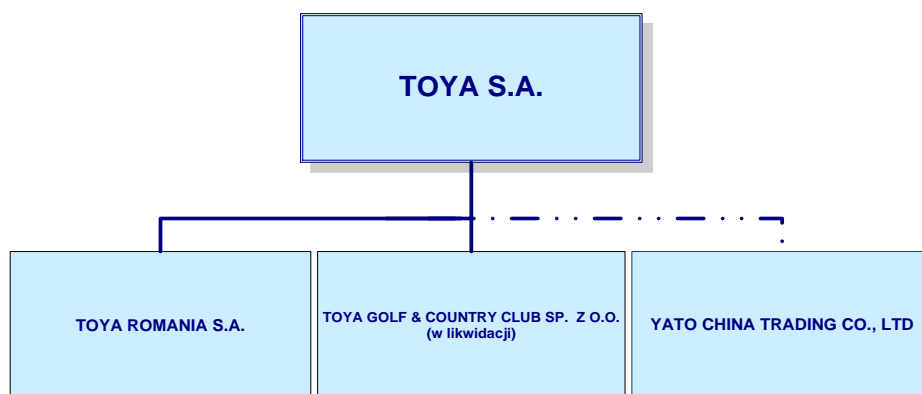 TOYA S.A.
TOYA ROMANIA S.A.
TOYA GOLF & COUNTRY CLUB SP. Z O.O.
(w likwidacji)
YATO CHINA TRADING CO., LTD